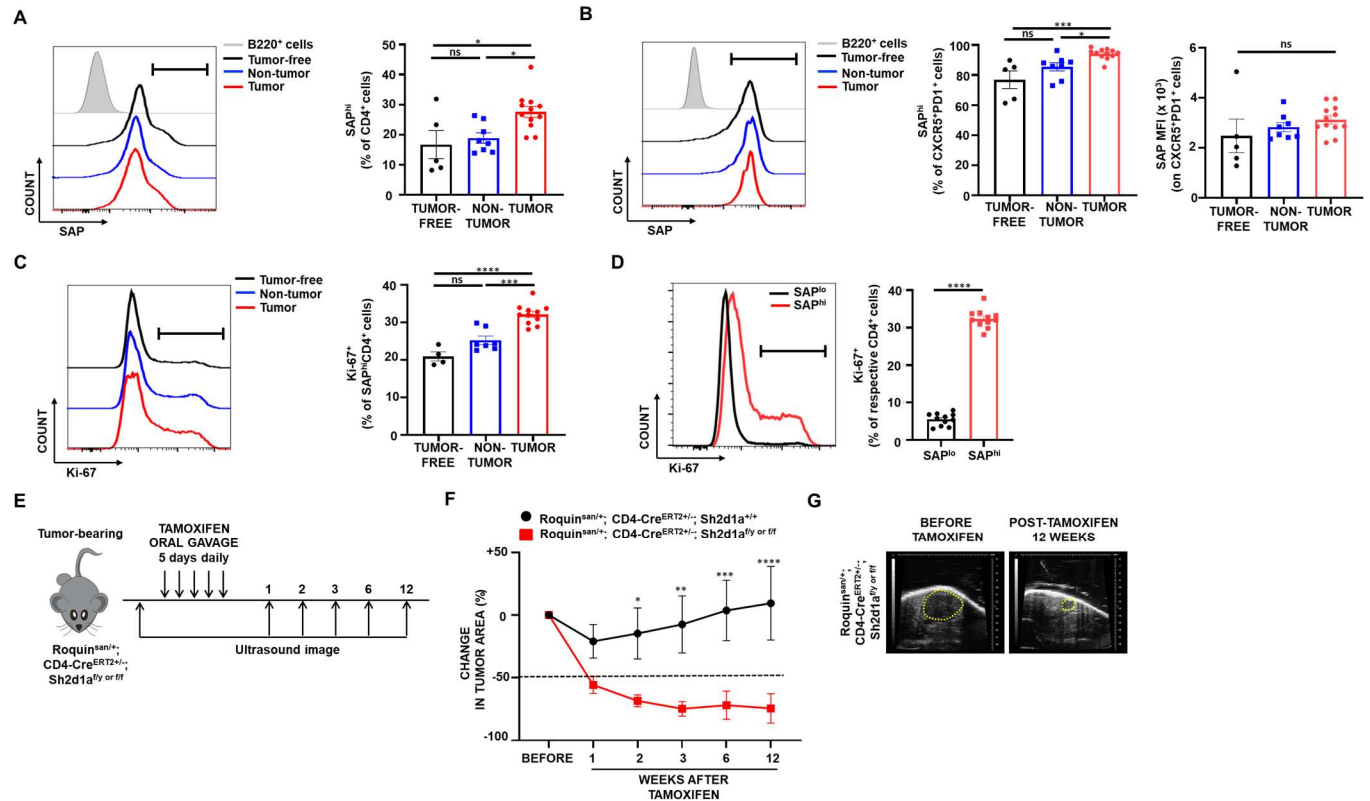 A
B220⁺ cells
Tumor-free
Non-tumor
Tumor
COUNT
SAP
SAPʰⁱ
(% of CD4⁺ cells)
50
40
30
20
10
0
*
ns
*
TUMOR-
FREE
NON-
TUMOR
TUMOR
B
B220⁺ cells
Tumor-free
Non-tumor
Tumor
COUNT
SAP
SAPʰⁱ
(% of CXCR5⁺PD1⁺ cells)
100
80
60
40
20
0
***
ns
*
TUMOR-
FREE
NON-
TUMOR
TUMOR
SAP MFI (x 10³)
(on CXCR5⁺PD1⁺ cells)
6
4
2
0
ns
TUMOR-
FREE
NON-
TUMOR
TUMOR
C
Tumor-free
Non-tumor
Tumor
COUNT
Ki-67
Ki-67⁺
(% of SAPʰⁱCD4⁺ cells)
40
30
20
10
0
****
ns
***
TUMOR-
FREE
NON-
TUMOR
TUMOR
D
SAPˡᵒ
SAPʰⁱ
COUNT
Ki-67
Ki-67⁺
(% of respective CD4⁺ cells)
40
30
20
10
0
****
SAPˡᵒ
SAPʰⁱ
E
Tumor-bearing
TAMOXIFEN
ORAL GAVAGE
5 days daily
1 2 3 6 12
Ultrasound image
Roquinˢᵃⁿ/⁺;
CD4-Creᴱᴿᵀ²⁺/⁻;
Sh2d1aᶠ/ʸ ᵒʳ ᶠ/ᶠ
F
Roquinˢᵃⁿ/⁺; CD4-Creᴱᴿᵀ²⁺/⁻; Sh2d1a⁺/⁺
Roquinˢᵃⁿ/⁺; CD4-Creᴱᴿᵀ²⁺/⁻; Sh2d1aᶠ/ʸ ᵒʳ ᶠ/ᶠ
CHANGE
IN TUMOR AREA (%)
+50
0
-50
-100
* ** *** ****
BEFORE 1 2 3 6 12
WEEKS AFTER
TAMOXIFEN
G
BEFORE
TAMOXIFEN
POST-TAMOXIFEN
12 WEEKS
Roquinˢᵃⁿ/⁺;
CD4-Creᴱᴿᵀ²⁺/⁻;
Sh2d1aᶠ/ʸ ᵒʳ ᶠ/ᶠ